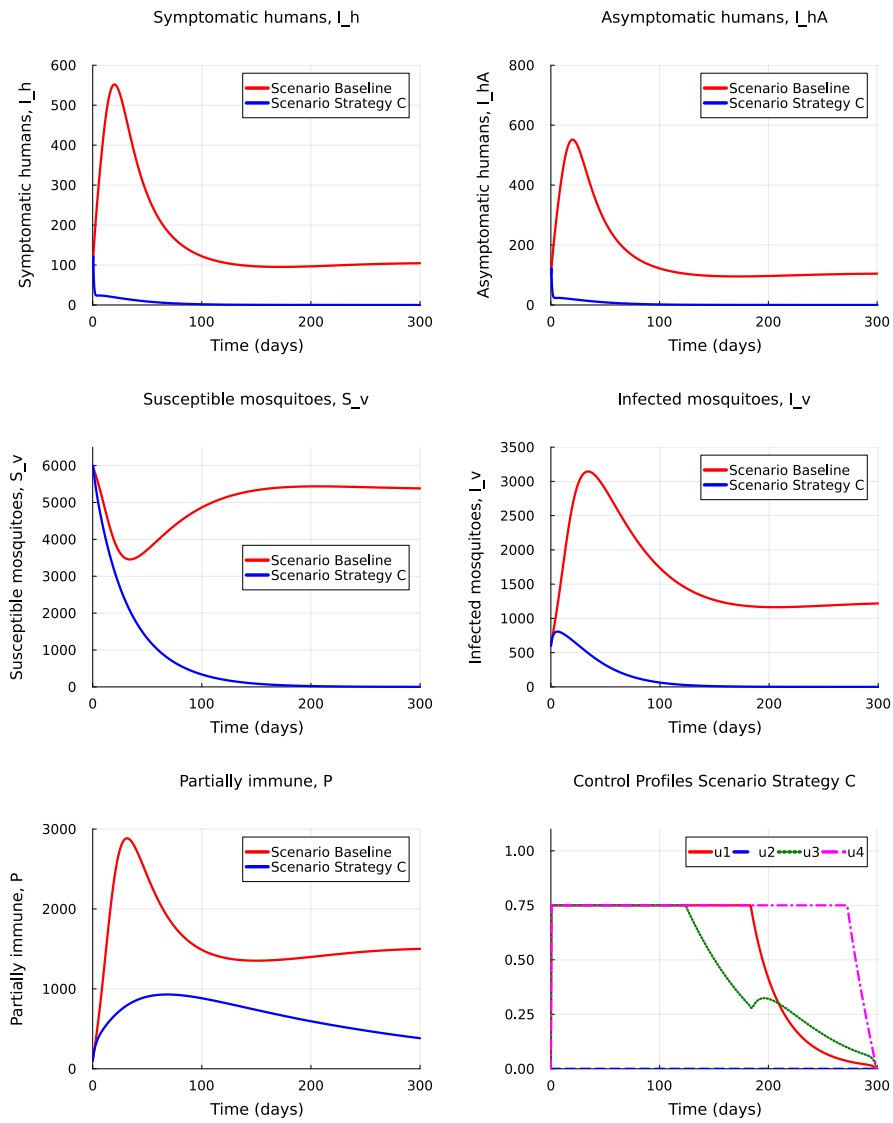 Symptomatic humans, I_h
Symptomatic humans, I_h
600
500
400
300
200
100
0
Scenario Baseline
Scenario Strategy C
0 100 200 300
Time (days)
Asymptomatic humans, I_hA
Asymptomatic humans, I_hA
800
600
400
200
0
Scenario Baseline
Scenario Strategy C
0 100 200 300
Time (days)
Susceptible mosquitoes, S_v
Susceptible mosquitoes, S_v
6000
5000
4000
3000
2000
1000
0
Scenario Baseline
Scenario Strategy C
0 100 200 300
Time (days)
Infected mosquitoes, I_v
Infected mosquitoes, I_v
3500
3000
2500
2000
1500
1000
500
0
Scenario Baseline
Scenario Strategy C
0 100 200 300
Time (days)
Partially immune, P
Partially immune, P
3000
2000
1000
0
Scenario Baseline
Scenario Strategy C
0 100 200 300
Time (days)
Control Profiles Scenario Strategy C
1.00
0.75
0.50
0.25
0.00
u1 u2 u3 u4
0 100 200 300
Time (days)